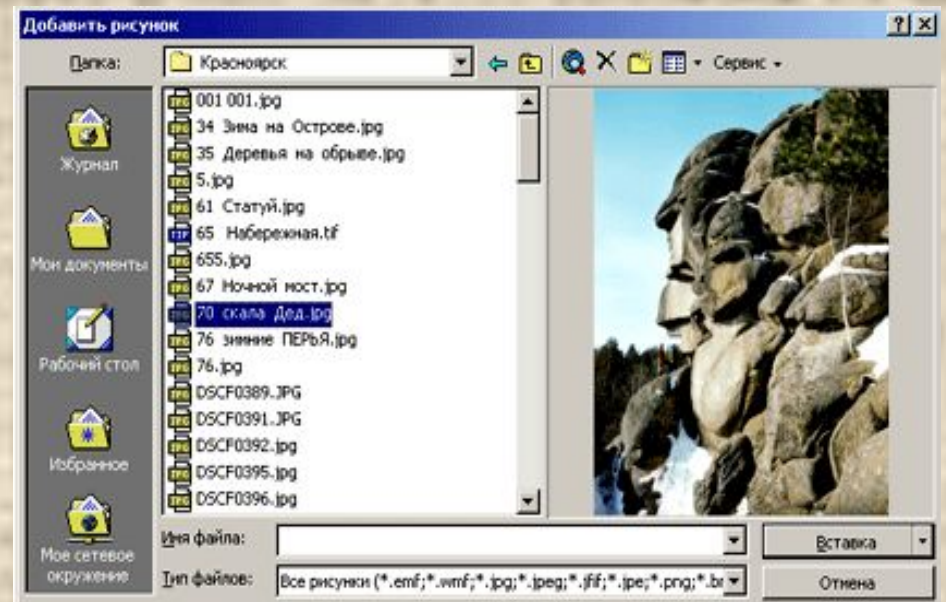 Добавить рисунок
Папка:
Красноярск
Сервис
Журнал
Мои документы
Рабочий стол
Избранное
Мое сетевое
окружение
001 001.jpg
34 Зима на Острове.jpg
35 Деревья на обрыве.jpg
5.jpg
61 Статуй.jpg
65 Набережная.tif
655.jpg
67 Ночной мост.jpg
70 скала Дед.jpg
76 зимние ПЕРЬЯ.jpg
76.jpg
DSCF0389.JPG
DSCF0391.JPG
DSCF0392.jpg
DSCF0395.jpg
DSCF0396.jpg
Имя файла:
Вставка
Тип файлов:
Все рисунки (*.emf;*.wmf;*.jpg;*.jpeg;*.jfif;*.jpe;*.png;*.b
Отмена